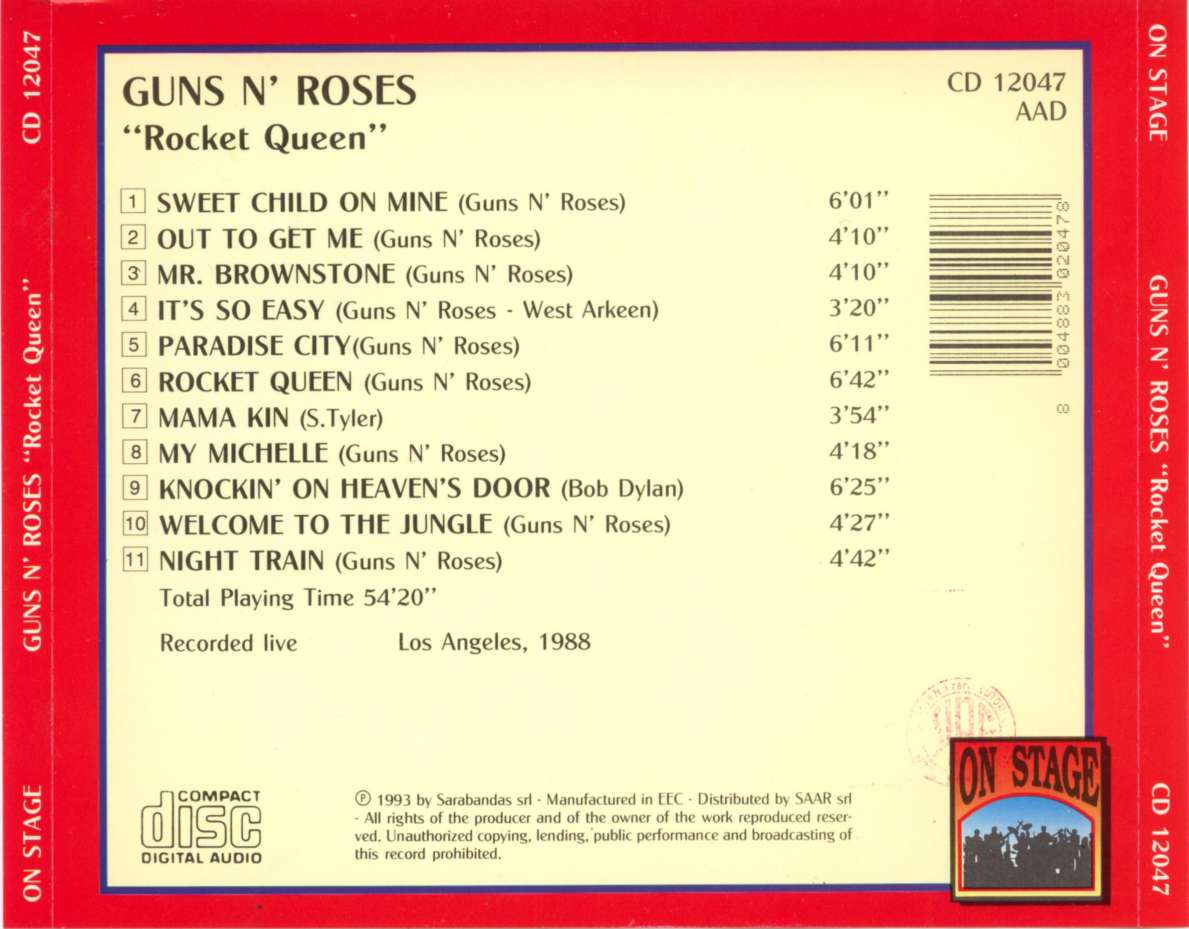 CD 12047
GUNS N' ROSES "Rocket Queen"
ON STAGE
GUNS N' ROSES
"Rocket Queen"
CD 12047
AAD
1 SWEET CHILD ON MINE (Guns N' Roses) 6'01"
2 OUT TO GET ME (Guns N' Roses) 4'10"
3 MR. BROWNSTONE (Guns N' Roses) 4'10"
4 IT'S SO EASY (Guns N' Roses - West Arkeen) 3'20"
5 PARADISE CITY(Guns N' Roses) 6'11"
6 ROCKET QUEEN (Guns N' Roses) 6'42"
7 MAMA KIN (S.Tyler) 3'54"
8 MY MICHELLE (Guns N' Roses) 4'18"
9 KNOCKIN' ON HEAVEN'S DOOR (Bob Dylan) 6'25"
10 WELCOME TO THE JUNGLE (Guns N' Roses) 4'27"
11 NIGHT TRAIN (Guns N' Roses) 4'42"
Total Playing Time 54'20"
Recorded live Los Angeles, 1988
8 004883 020478
COMPACT
disc
DIGITAL AUDIO
℗ 1993 by Sarabandas srl - Manufactured in EEC - Distributed by SAAR srl
- All rights of the producer and of the owner of the work reproduced reser-
ved. Unauthorized copying, lending, public performance and broadcasting of
this record prohibited.
ON STAGE
ON STAGE
GUNS N' ROSES "Rocket Queen"
CD 12047